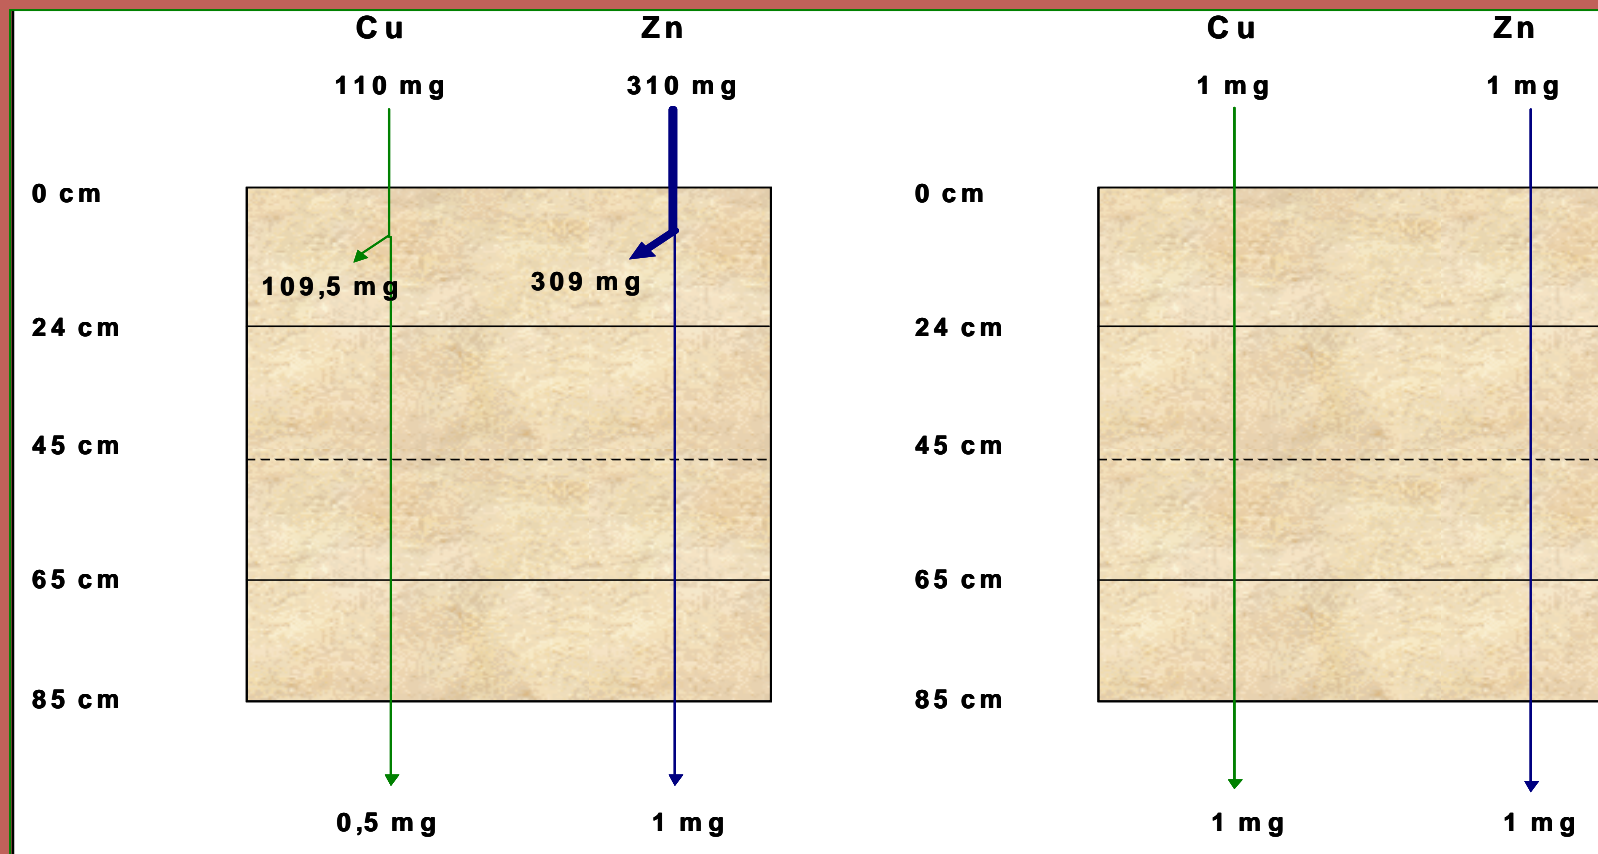 Cu Zn Cu Zn
110 mg 310 mg 1 mg 1 mg
0 cm 0 cm
109,5 mg 309 mg
24 cm 24 cm
45 cm 45 cm
65 cm 65 cm
85 cm 85 cm
0,5 mg 1 mg 1 mg 1 mg